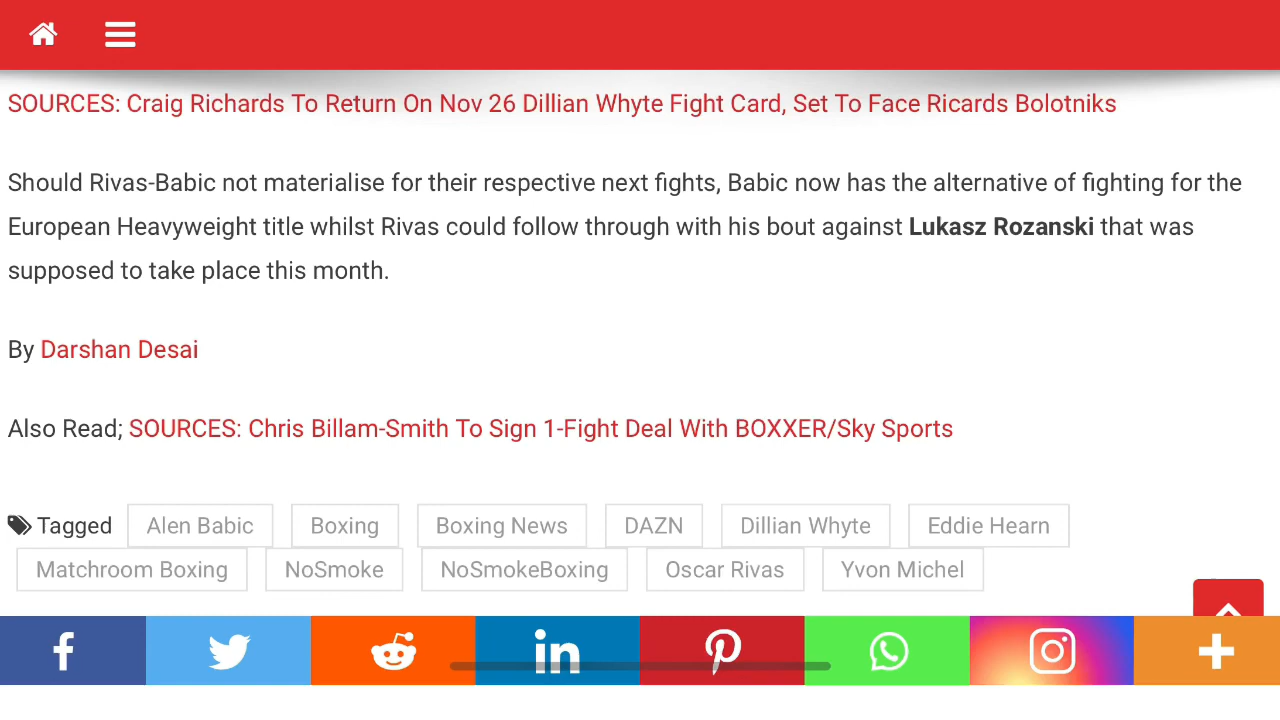 SOURCES: Craig Richards To Return On Nov 26 Dillian Whyte Fight Card, Set To Face Ricards Bolotniks
Should Rivas-Babic not materialise for their respective next fights, Babic now has the alternative of fighting for the
European Heavyweight title whilst Rivas could follow through with his bout against Lukasz Rozanski that was
supposed to take place this month.
By Darshan Desai
Also Read; SOURCES: Chris Billam-Smith To Sign 1-Fight Deal With BOXXER/Sky Sports
Tagged Alen Babic Boxing Boxing News DAZN Dillian Whyte Eddie Hearn
Matchroom Boxing NoSmoke NoSmokeBoxing Oscar Rivas Yvon Michel